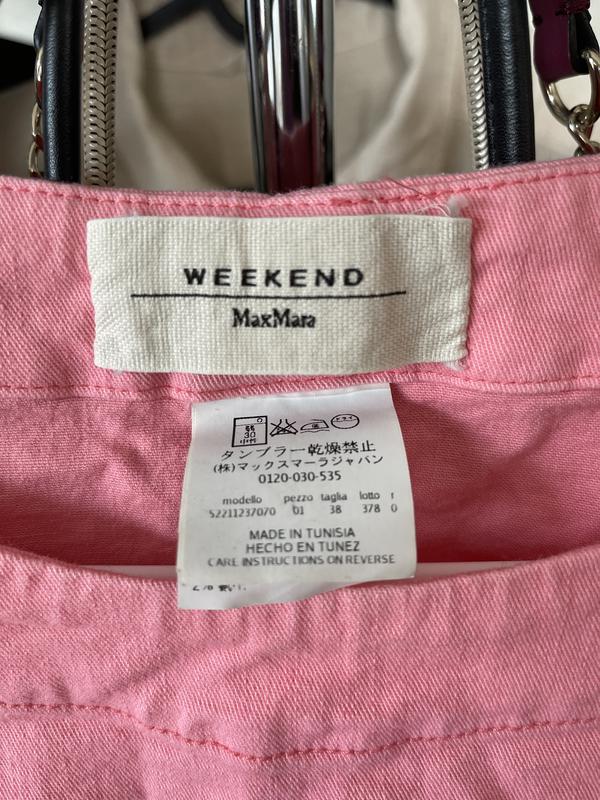 WEEKEND
MaxMara
30
タンブラー乾燥禁止
(株)マックスマーラジャパン
0120-030-535
modello pezzo taglia lotto r
52211237070 01 38 378 0
MADE IN TUNISIA
HECHO EN TUNEZ
CARE INSTRUCTIONS ON REVERSE